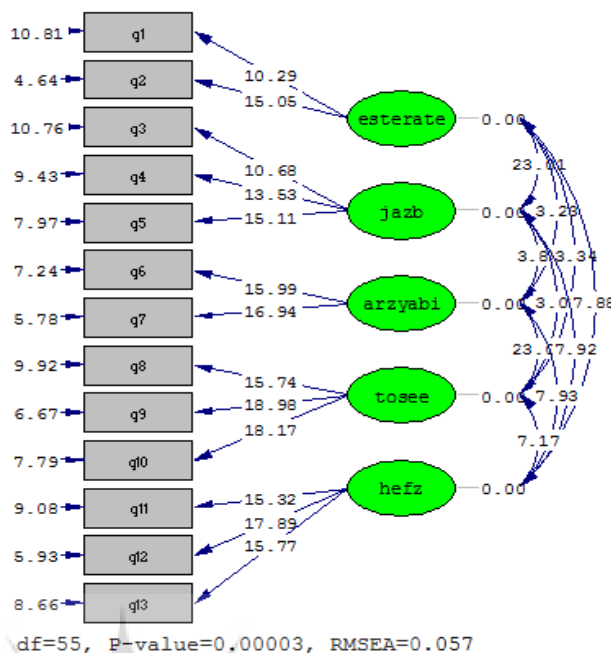 10.81 q1
4.64 q2 10.29
15.05 esterate 0.00
10.76 q3
10.68 23.01
9.43 q4 13.53
15.11 jazb 0.00 3.23
7.97 q5
3.34
7.24 q6 15.99
16.94 arzyabi 0.00 7.88
5.78 q7
7.92
9.92 q8 15.74
18.98 tosee 0.00 7.93
6.67 q9
18.17
7.79 q10 7.17
9.08 q11 15.32
17.89 hefz 0.00
5.93 q12 15.77
8.66 q13
df=55, P-value=0.00003, RMSEA=0.057